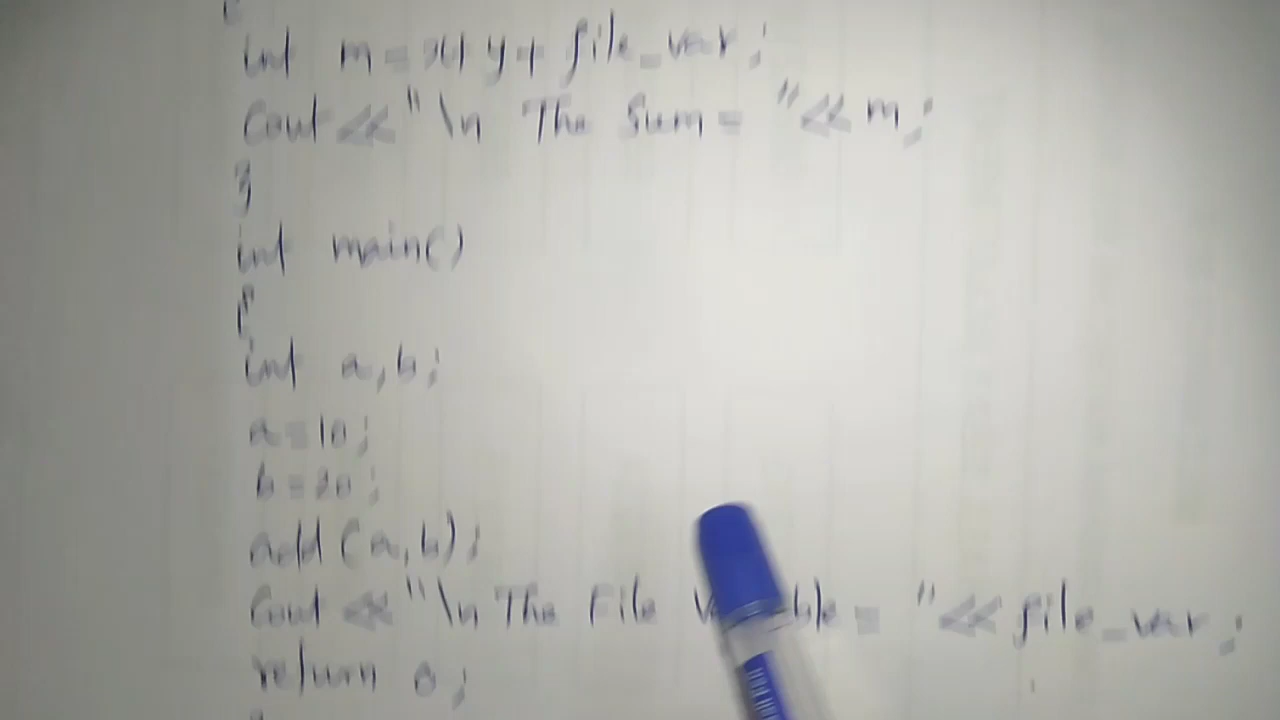 {
int m = x+y+ file_var;
Cout << "\n The Sum = " << m;
}
int main()
{
int a,b;
a=10;
b=20;
add(a,b);
Cout << "\n The File = " << file_var;
return 0;